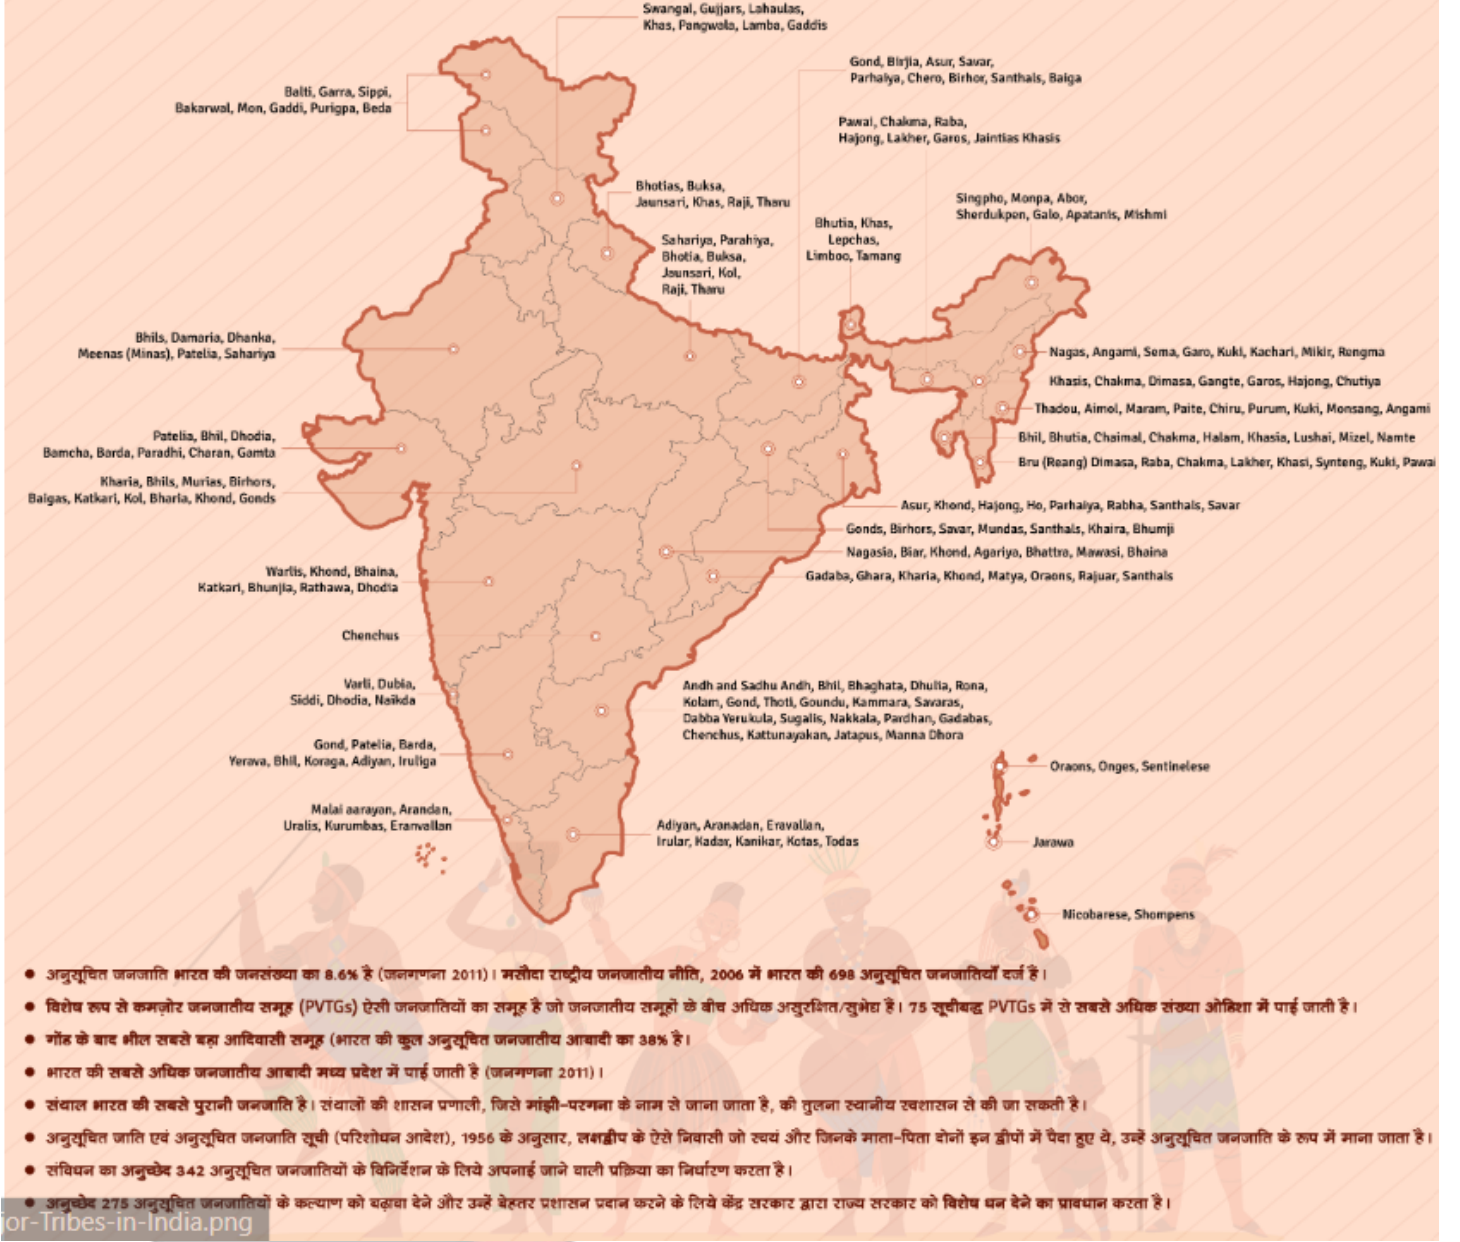 Swangal, Gujjars, Lahaulas,
Khas, Pangwala, Lamba, Gaddis
Gond, Birjia, Asur, Savar,
Parhaiya, Chero, Birhor, Santhals, Baiga
Balti, Garra, Sippi,
Bakarwal, Mon, Gaddi, Purigpa, Beda
Pawai, Chakma, Raba,
Hajong, Lakher, Garos, Jaintias Khasis
Bhotias, Buksa,
Jaunsari, Khas, Raji, Tharu
Singpho, Monpa, Abor,
Sherdukpen, Galo, Apatanis, Mishmi
Bhutia, Khas,
Lepchas,
Limboo, Tamang
Sahariya, Parahiya,
Bhotia, Buksa,
Jaunsari, Kol,
Raji, Tharu
Bhils, Damaria, Dhanka,
Meenas (Minas), Patelia, Sahariya
Nagas, Angami, Sema, Garo, Kuki, Kachari, Mikir, Rengma
Khasis, Chakma, Dimasa, Gangte, Garos, Hajong, Chutiya
Thadou, Aimol, Maram, Paite, Chiru, Purum, Kuki, Monsang, Angami
Patelia, Bhil, Dhodia,
Bamcha, Barda, Paradhi, Charan, Gamta
Bhil, Bhutia, Chaimal, Chakma, Halam, Khasia, Lushai, Mizel, Namte
Bru (Reang) Dimasa, Raba, Chakma, Lakher, Khasi, Synteng, Kuki, Pawai
Kharia, Bhils, Murias, Birhors,
Baigas, Katkari, Kol, Bharia, Khond, Gonds
Asur, Khond, Hajong, Ho, Parhaiya, Rabha, Santhals, Savar
Gonds, Birhors, Savar, Mundas, Santhals, Khaira, Bhumji
Nagasia, Biar, Khond, Agariya, Bhattra, Mawasi, Bhaina
Gadaba, Ghara, Kharia, Khond, Matya, Oraons, Rajuar, Santhals
Warlis, Khond, Bhaina,
Katkari, Bhunjia, Rathawa, Dhodia
Chenchus
Varli, Dubla,
Siddi, Dhodia, Naikda
Andh and Sadhu Andh, Bhil, Bhaghata, Dhulia, Rona,
Kolam, Gond, Thoti, Goundu, Kammara, Savaras,
Dabba Yerukula, Sugalis, Nakkala, Pardhan, Gadabas,
Chenchus, Kattunayakan, Jatapus, Manna Dhora
Gond, Patelia, Barda,
Yerava, Bhil, Koraga, Adiyan, Iruliga
Oraons, Onges, Sentinelese
Malai aarayan, Arandan,
Uralis, Kurumbas, Eranvallan
Adiyan, Aranadan, Eravallan,
Irular, Kadar, Kanikar, Kotas, Todas
Jarawa
Nicobarese, Shompens
● अनुसूचित जनजाति भारत की जनसंख्या का 8.6% है (जनगणना 2011)। मसौदा राष्ट्रीय जनजातीय नीति, 2006 में भारत की 698 अनुसूचित जनजातियाँ दर्ज है।
● विशेष रूप से कमज़ोर जनजातीय समूह (PVTGs) ऐसी जनजातियों का समूह है जो जनजातीय समूहों के बीच अधिक असुरक्षित/सुभेद्य हैं। 75 सूचीबद्ध PVTGs में से सबसे अधिक संख्या ओडिशा में पाई जाती है।
● गोंड के बाद भील सबसे बड़ा आदिवासी समूह (भारत की कुल अनुसूचित जनजातीय आबादी का 38% है।
● भारत की सबसे अधिक जनजातीय आबादी मध्य प्रदेश में पाई जाती है (जनगणना 2011)।
● संथाल भारत की सबसे पुरानी जनजाति है। संथालों की शासन प्रणाली, जिसे मांझी-परगना के नाम से जाना जाता है, की तुलना स्थानीय स्वशासन से की जा सकती है।
● अनुसूचित जाति एवं अनुसूचित जनजाति सूची (परिशोधन आदेश), 1956 के अनुसार, लक्षद्वीप के ऐसे निवासी जो स्वयं और जिनके माता-पिता दोनों इन द्वीपों में पैदा हुए थे, उन्हें अनुसूचित जनजाति के रूप में माना जाता है।
● संविधन का अनुच्छेद 342 अनुसूचित जनजातियों के विनिर्देशन के लिये अपनाई जाने वाली प्रक्रिया का निर्धारण करता है।
● अनुच्छेद 275 अनुसूचित जनजातियों के कल्याण को बढ़ावा देने और उन्हें बेहतर प्रशासन प्रदान करने के लिये केंद्र सरकार द्वारा राज्य सरकार को विशेष धन देने का प्रावधान करता है।
jor-Tribes-in-India.png